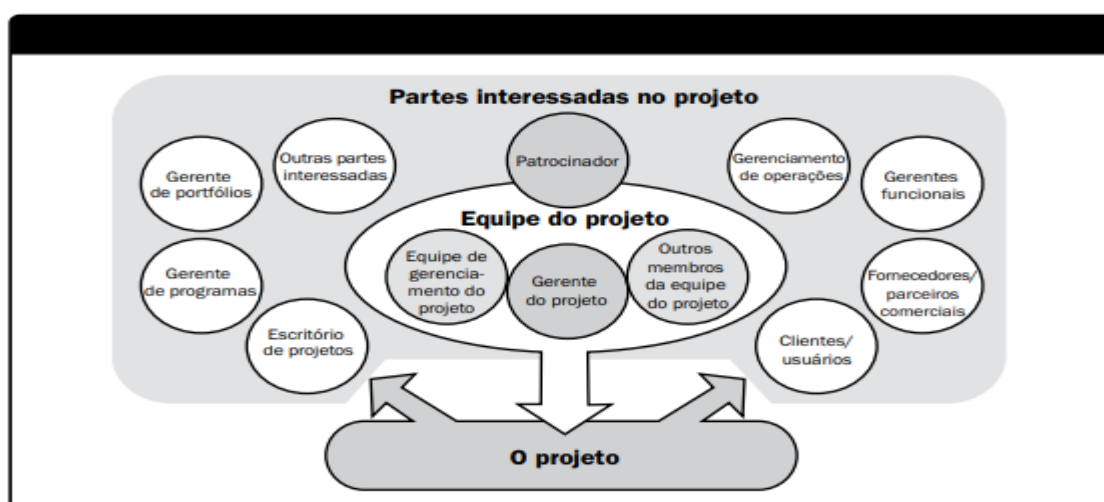 Partes interessadas no projeto
Gerente
de portfólios
Outras partes
interessadas
Patrocinador
Gerenciamento
de operações
Gerentes
funcionais
Equipe do projeto
Equipe de
gerencia-
mento do
projeto
Gerente
do projeto
Outros
membros
da equipe
do projeto
Gerente
de programas
Fornecedores/
parceiros
comerciais
Escritório
de projetos
Clientes/
usuários
O projeto